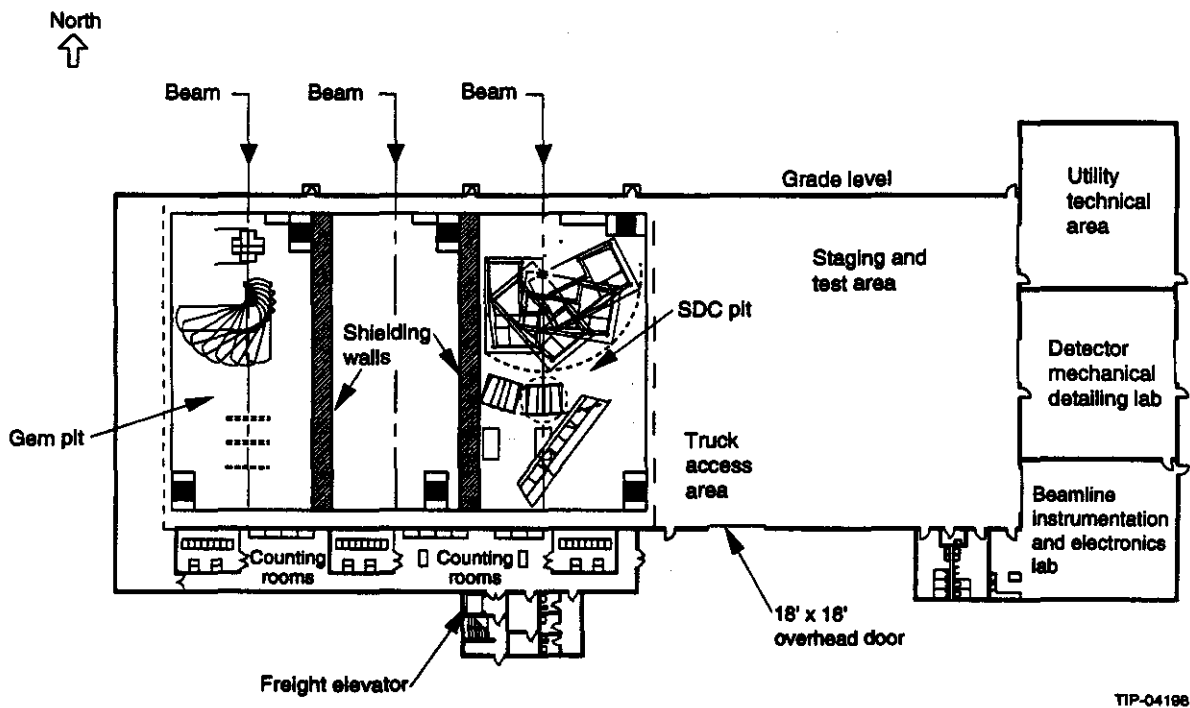 North
Beam
Beam
Beam
Grade level
Utility
technical
area
Staging and
test area
SDC pit
Shielding
walls
Detector
mechanical
detailing lab
Gem pit
Truck
access
area
Beamline
instrumentation
and electronics
lab
Counting
rooms
Counting
rooms
18' x 18'
overhead door
Freight elevator
TIP-04198